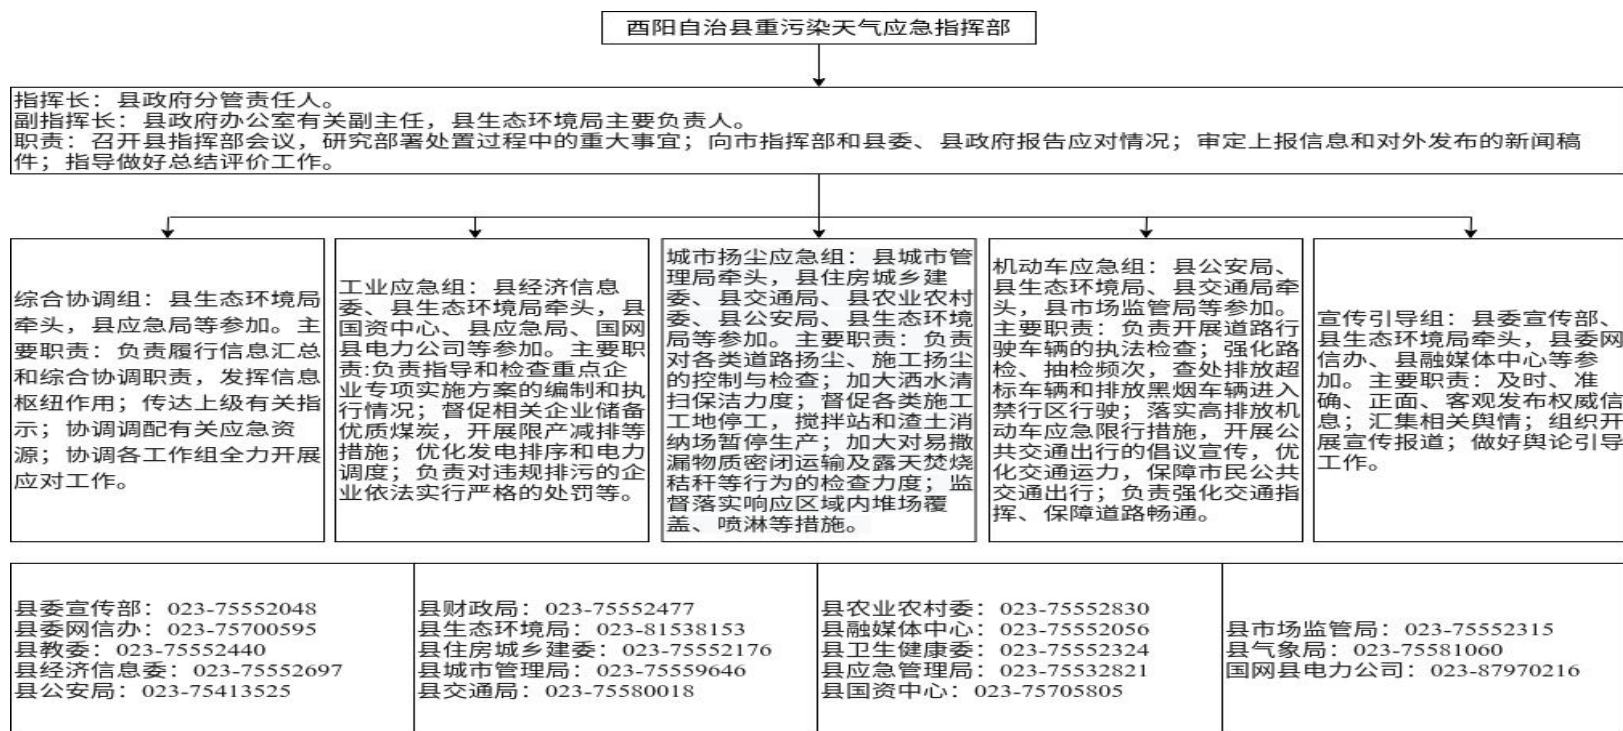 酉阳自治县重污染天气应急指挥部
指挥长：县政府分管责任人。
副指挥长：县政府办公室有关副主任，县生态环境局主要负责人。
职责：召开县指挥部会议，研究部署处置过程中的重大事宜；向市指挥部和县委、县政府报告应对情况；审定上报信息和对外发布的新闻稿
件；指导做好总结评价工作。
综合协调组：县生态环境局
牵头，县应急局等参加。主
要职责：负责履行信息汇总
和综合协调职责，发挥信息
枢纽作用；传达上级有关指
示；协调调配有关应急资
源；协调各工作组全力开展
应对工作。
工业应急组：县经济信息
委、县生态环境局牵头，县
国资中心、县应急局、国网
县电力公司等参加。主要职
责:负责指导和检查重点企
业专项实施方案的编制和执
行情况；督促相关企业储备
优质煤炭，开展限产减排等
措施；优化发电排序和电力
调度；负责对违规排污的企
业依法实行严格的处罚等。
城市扬尘应急组：县城市管
理局牵头，县住房城乡建
委、县交通局、县农业农村
委、县公安局、县生态环境
局等参加。主要职责：负责
对各类道路扬尘、施工扬尘
的控制与检查；加大洒水清
扫保洁力度；督促各类施工
工地停工，搅拌站和渣土消
纳场暂停生产；加大对易撒
漏物质密闭运输及露天焚烧
秸秆等行为的检查力度；监
督落实响应区域内堆场覆
盖、喷淋等措施。
机动车应急组：县公安局、
县生态环境局、县交通局牵
头，县市场监管局等参加。
主要职责：负责开展道路行
驶车辆的执法检查；强化路
检、抽检频次，查处排放超
标车辆和排放黑烟车辆进入
禁行区行驶；落实高排放机
动车应急限行措施，开展公
共交通出行的倡议宣传，优
化交通运力，保障市民公共
交通出行；负责强化交通指
挥、保障道路畅通。
宣传引导组：县委宣传部、
县生态环境局牵头，县委网
信办、县融媒体中心等参
加。主要职责：及时、准
确、正面、客观发布权威信
息；汇集相关舆情；组织开
展宣传报道；做好舆论引导
工作。
县委宣传部：023-75552048
县委网信办：023-75700595
县教委：023-75552440
县经济信息委：023-75552697
县公安局：023-75413525
县财政局：023-75552477
县生态环境局：023-81538153
县住房城乡建委：023-75552176
县城市管理局：023-75559646
县交通局：023-75580018
县农业农村委：023-75552830
县融媒体中心：023-75552056
县卫生健康委：023-75552324
县应急管理局：023-75532821
县国资中心：023-75705805
县市场监管局：023-75552315
县气象局：023-75581060
国网县电力公司：023-87970216